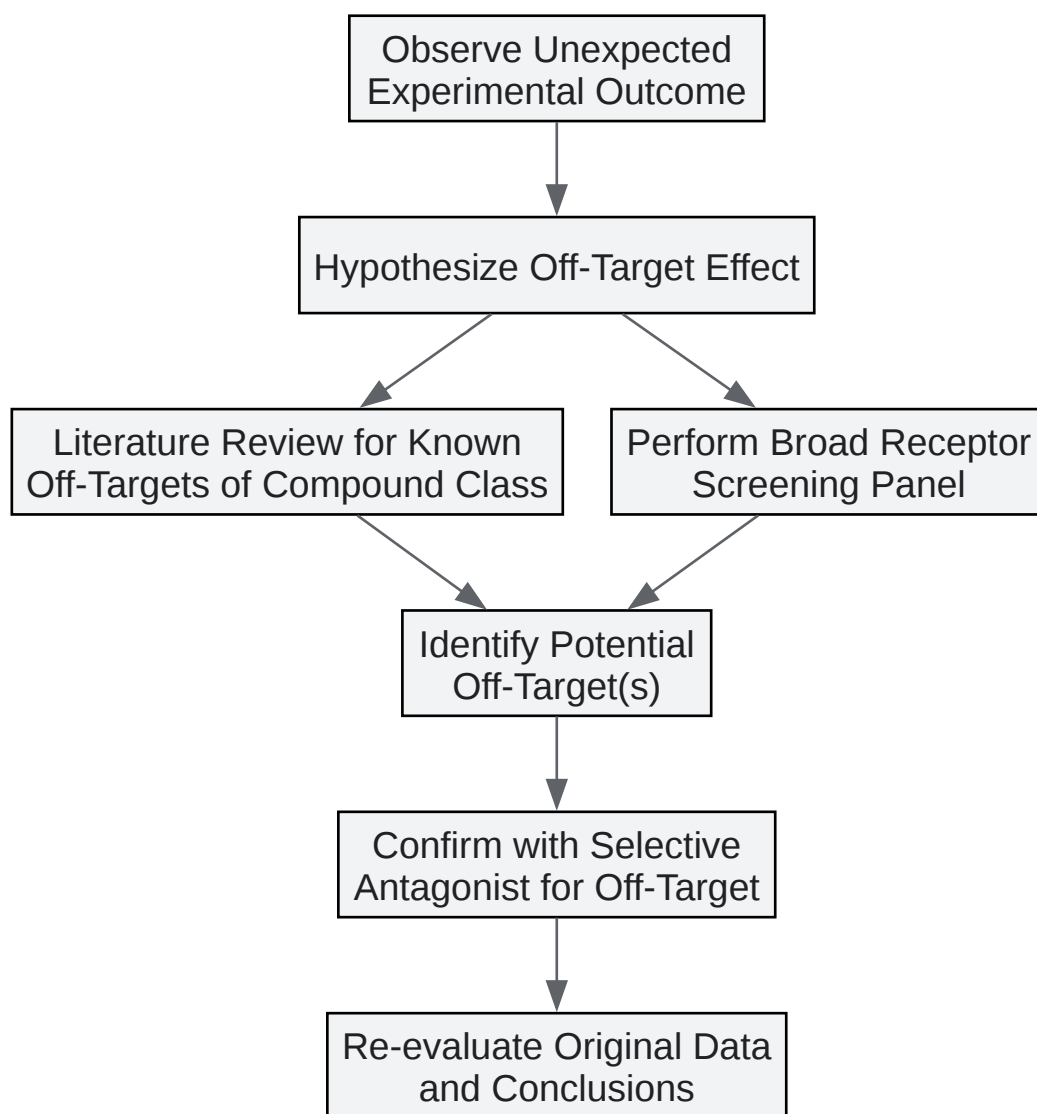 Observe Unexpected
Experimental Outcome
Hypothesize Off-Target Effect
Literature Review for Known
Off-Targets of Compound Class
Perform Broad Receptor
Screening Panel
Identify Potential
Off-Target(s)
Confirm with Selective
Antagonist for Off-Target
Re-evaluate Original Data
and Conclusions